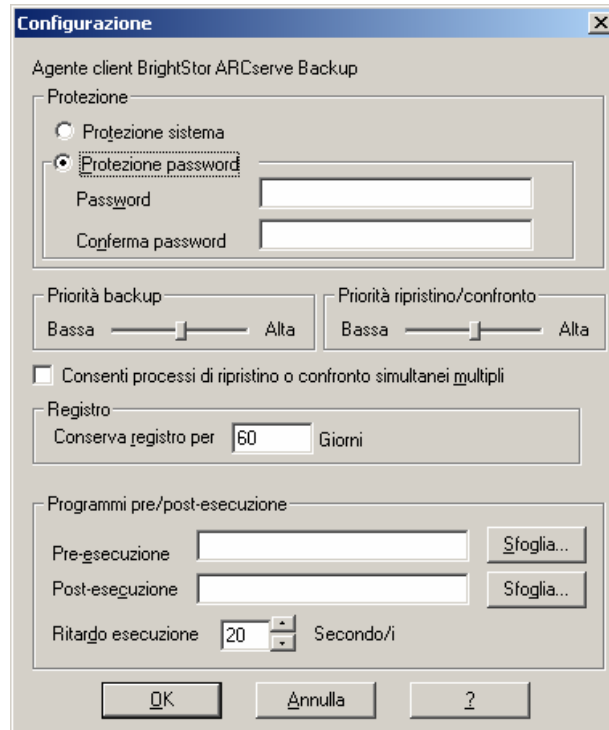 Configurazione
Agente client BrightStor ARCserve Backup
Protezione
Protezione sistema
Protezione password
Password
Conferma password
Priorità backup
Bassa Alta
Priorità ripristino/confronto
Bassa Alta
Consenti processi di ripristino o confronto simultanei multipli
Registro
Conserva registro per 60 Giorni
Programmi pre/post-esecuzione
Pre-esecuzione Sfoglia...
Post-esecuzione Sfoglia...
Ritardo esecuzione 20 Secondo/i
OK Annulla ?